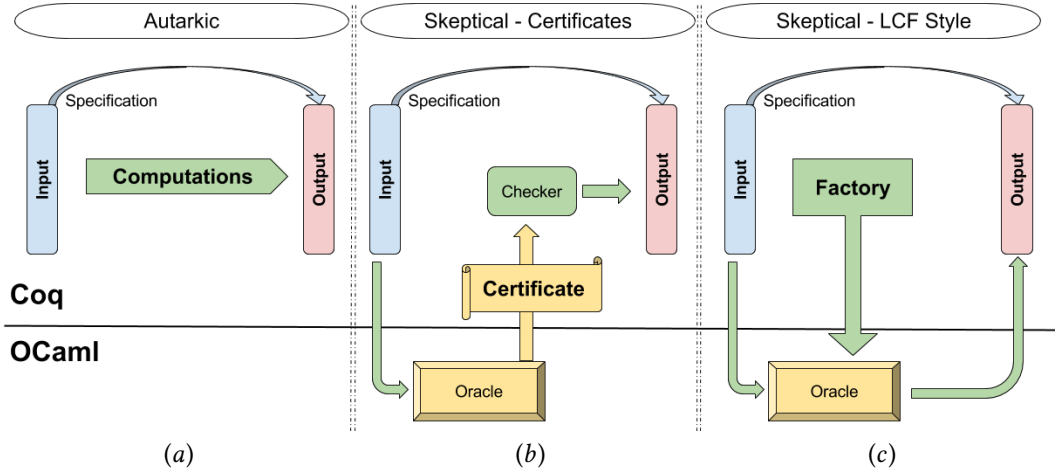 Autarkic
Skeptical - Certificates
Skeptical - LCF Style
Specification
Input
Computations
Output
Specification
Input
Checker
Output
Certificate
Oracle
Specification
Input
Factory
Output
Oracle
Coq
OCaml
(a)
(b)
(c)